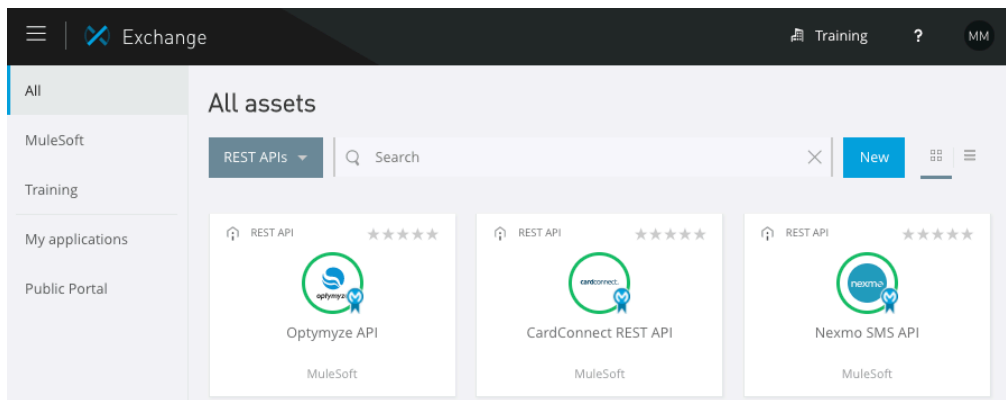 Exchange
Training
?
MM
All
MuleSoft
Training
My applications
Public Portal
All assets
REST APIs
Search
New
REST API
optymyze
Optymyze API
MuleSoft
REST API
cardconnect.
CardConnect REST API
MuleSoft
REST API
nexmo
Nexmo SMS API
MuleSoft